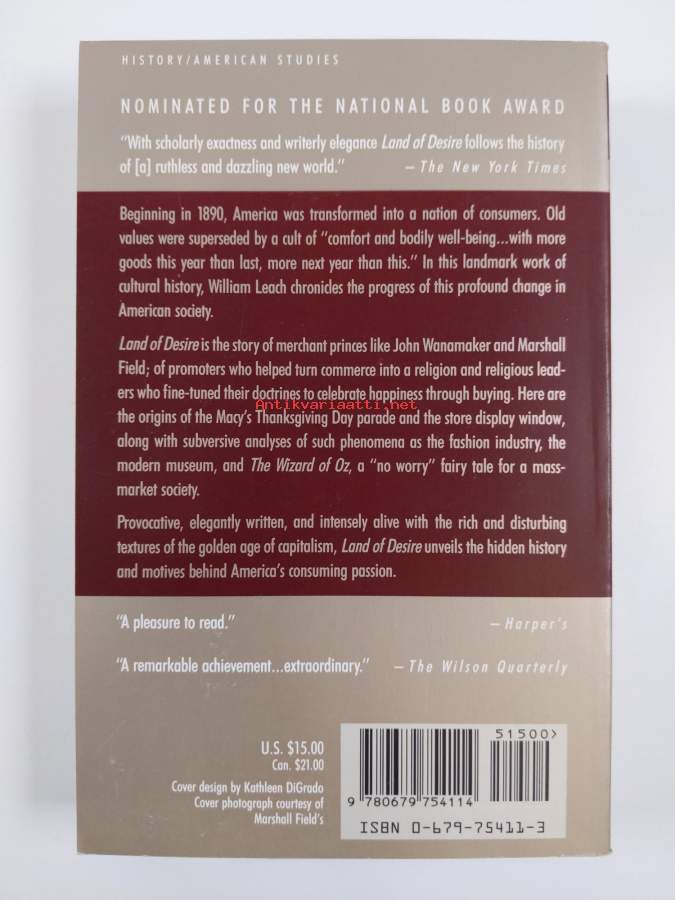 HISTORY/AMERICAN STUDIES
NOMINATED FOR THE NATIONAL BOOK AWARD
“With scholarly exactness and writerly elegance Land of Desire follows the history
of [a] ruthless and dazzling new world.” – The New York Times
Beginning in 1890, America was transformed into a nation of consumers. Old
values were superseded by a cult of “comfort and bodily well-being...with more
goods this year than last, more next year than this.” In this landmark work of
cultural history, William Leach chronicles the progress of this profound change in
American society.
Land of Desire is the story of merchant princes like John Wanamaker and Marshall
Field; of promoters who helped turn commerce into a religion and religious lead-
ers who fine-tuned their doctrines to celebrate happiness through buying. Here are
Antikvariaatti.net
the origins of the Macy’s Thanksgiving Day parade and the store display window,
along with subversive analyses of such phenomena as the fashion industry, the
modern museum, and The Wizard of Oz, a “no worry” fairy tale for a mass-
market society.
Provocative, elegantly written, and intensely alive with the rich and disturbing
textures of the golden age of capitalism, Land of Desire unveils the hidden history
and motives behind America’s consuming passion.
“A pleasure to read.” – Harper’s
“A remarkable achievement...extraordinary.” – The Wilson Quarterly
U.S. $15.00
Can. $21.00
Cover design by Kathleen DiGrado
Cover photograph courtesy of
Marshall Field’s
51500>
9 780679 754114
ISBN 0-679-75411-3